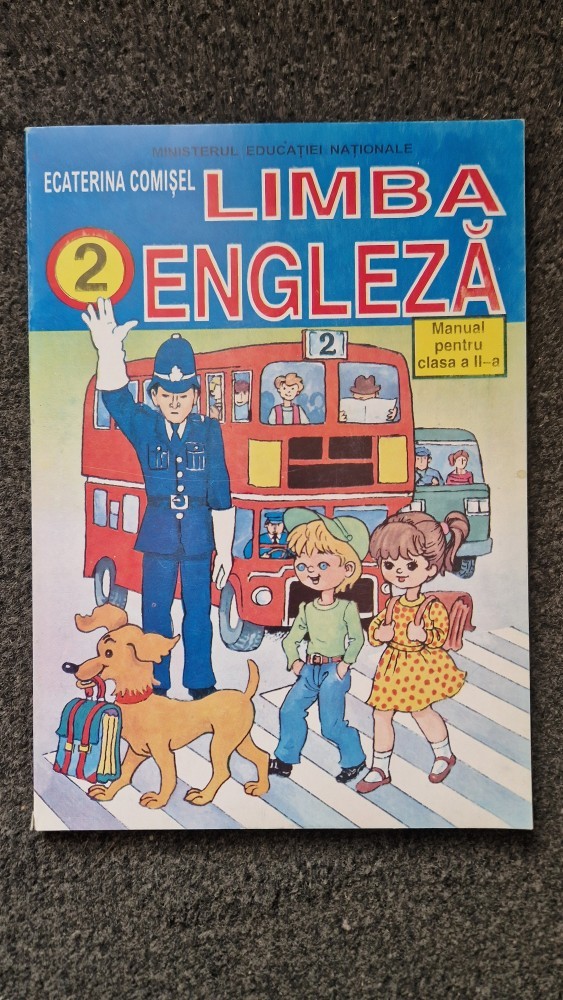 MINISTERUL EDUCAȚIEI NAȚIONALE
ECATERINA COMIȘEL
LIMBA
2
ENGLEZĂ
Manual
pentru
clasa a II-a
2